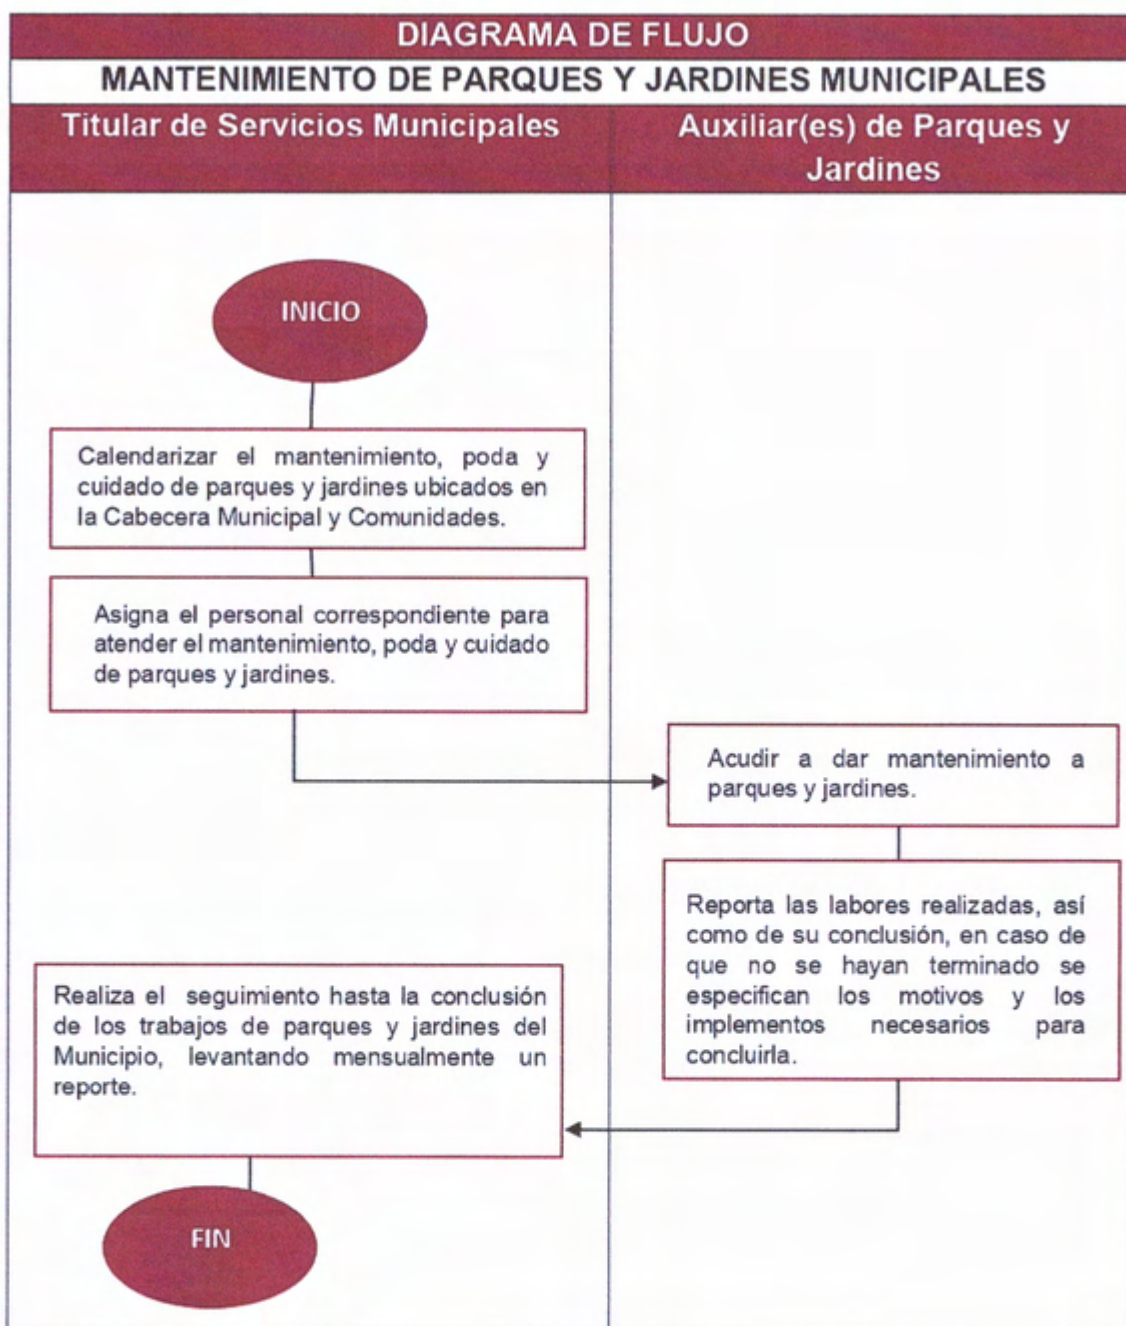 DIAGRAMA DE FLUJO
MANTENIMIENTO DE PARQUES Y JARDINES MUNICIPALES
Titular de Servicios Municipales
Auxiliar(es) de Parques y
Jardines
INICIO
Calendarizar el mantenimiento, poda y
cuidado de parques y jardines ubicados en
la Cabecera Municipal y Comunidades.
Asigna el personal correspondiente para
atender el mantenimiento, poda y cuidado
de parques y jardines.
Acudir a dar mantenimiento a
parques y jardines.
Reporta las labores realizadas, así
como de su conclusión, en caso de
que no se hayan terminado se
especifican los motivos y los
implementos necesarios para
concluirla.
Realiza el seguimiento hasta la conclusión
de los trabajos de parques y jardines del
Municipio, levantando mensualmente un
reporte.
FIN